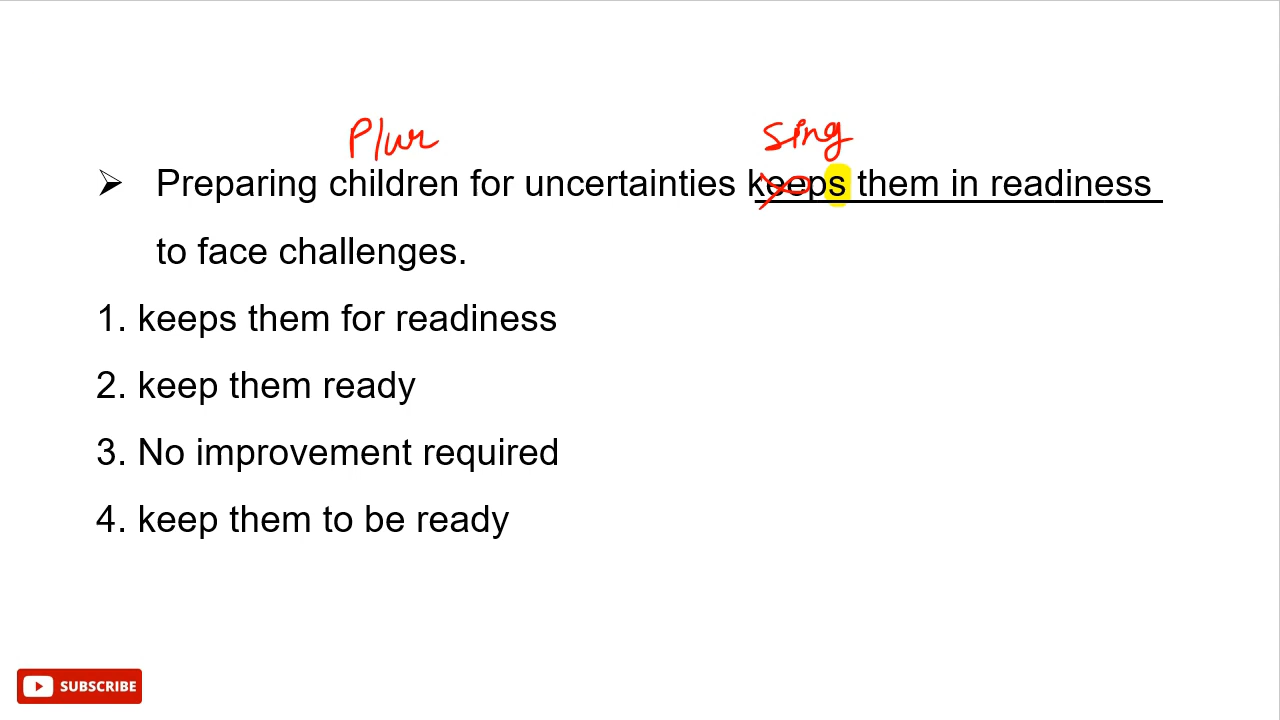 Plur Sing
➢ Preparing children for uncertainties keeps them in readiness
to face challenges.
1. keeps them for readiness
2. keep them ready
3. No improvement required
4. keep them to be ready
SUBSCRIBE